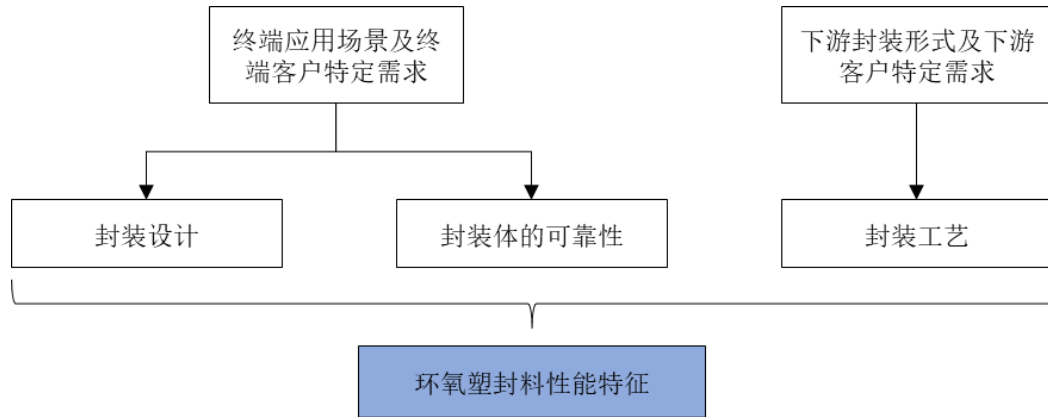 终端应用场景及终
端客户特定需求
下游封装形式及下游
客户特定需求
封装设计
封装体的可靠性
封装工艺
环氧塑封料性能特征